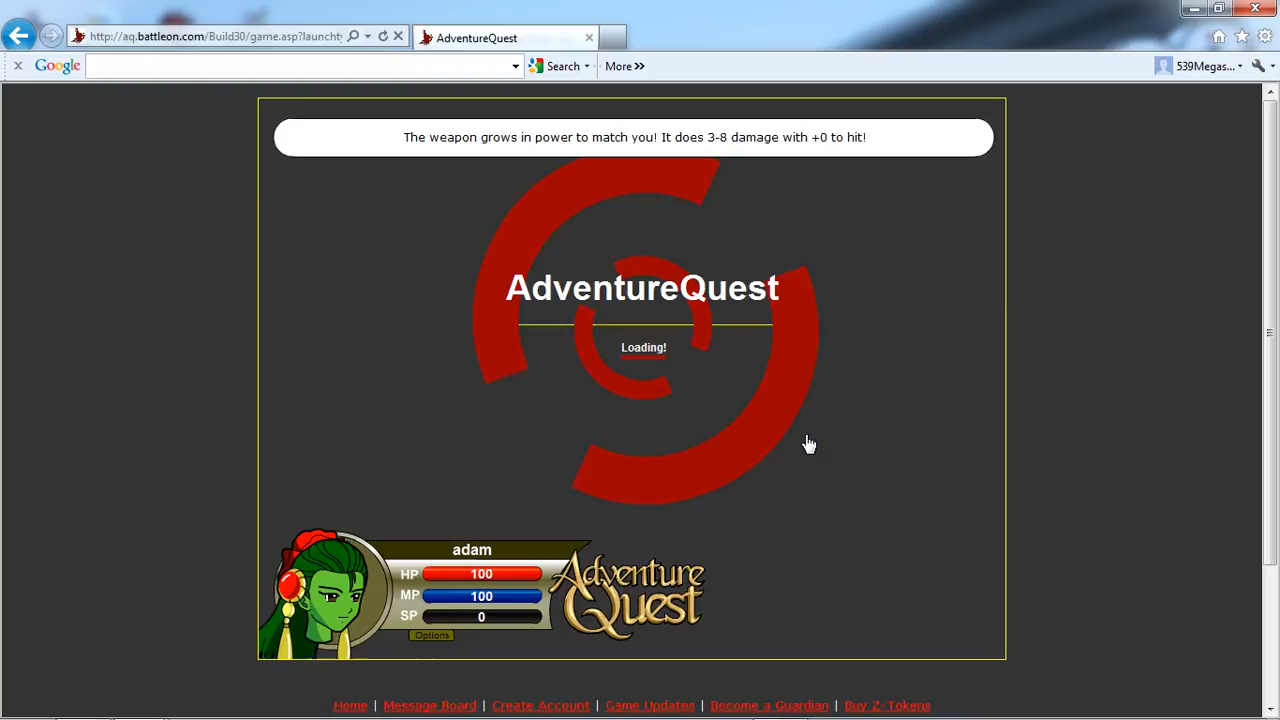 http://aq.battleon.com/Build30/game.asp?launchty
AdventureQuest
Google
Search
More »
539Megas...
The weapon grows in power to match you! It does 3-8 damage with +0 to hit!
AdventureQuest
Loading!
adam
HP 100
MP 100
SP 0
Options
Adventure
Quest
Home | Message Board | Create Account | Game Updates | Become a Guardian | Buy Z-Tokens